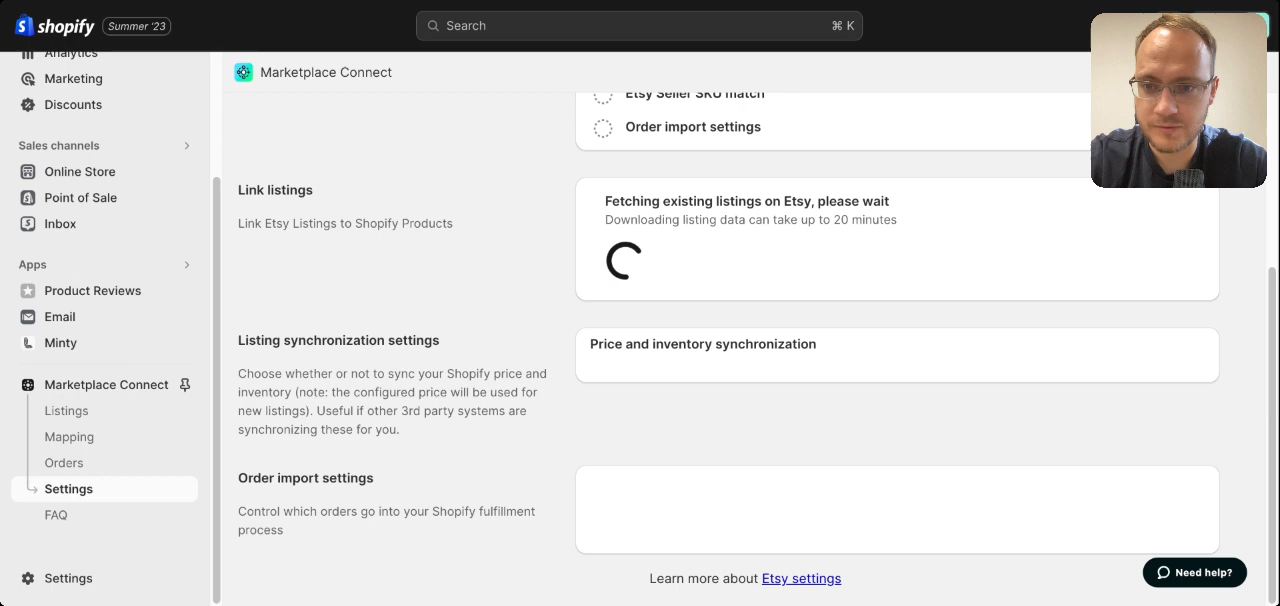 shopify
Summer '23
Search
⌘ K
Analytics
Marketing
Discounts
Sales channels
Online Store
Point of Sale
Inbox
Apps
Product Reviews
Email
Minty
Marketplace Connect
Listings
Mapping
Orders
Settings
FAQ
Settings
Marketplace Connect
Etsy Seller SKU match
Order import settings
Link listings
Link Etsy Listings to Shopify Products
Fetching existing listings on Etsy, please wait
Downloading listing data can take up to 20 minutes
Listing synchronization settings
Choose whether or not to sync your Shopify price and
inventory (note: the configured price will be used for
new listings). Useful if other 3rd party systems are
synchronizing these for you.
Price and inventory synchronization
Order import settings
Control which orders go into your Shopify fulfillment
process
Learn more about Etsy settings
Need help?